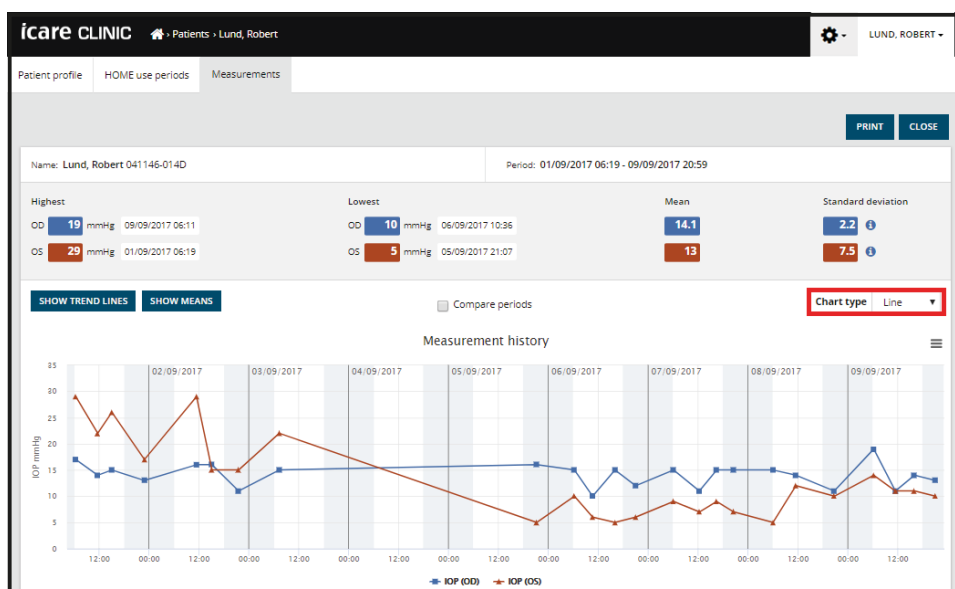 icare CLINIC › Patients › Lund, Robert LUND, ROBERT
Patient profile HOME use periods Measurements
PRINT CLOSE
Name: Lund, Robert 041146-014D Period: 01/09/2017 06:19 - 09/09/2017 20:59
Highest Lowest Mean Standard deviation
OD 19 mmHg 09/09/2017 06:11 OD 10 mmHg 06/09/2017 10:36 14.1 2.2 i
OS 29 mmHg 01/09/2017 06:19 OS 5 mmHg 05/09/2017 21:07 13 7.5 i
SHOW TREND LINES SHOW MEANS Compare periods Chart type Line
Measurement history
35 02/09/2017 03/09/2017 04/09/2017 05/09/2017 06/09/2017 07/09/2017 08/09/2017 09/09/2017
30
25
20
IOP mmHg
15
10
5
0
12:00 00:00 12:00 00:00 12:00 00:00 12:00 00:00 12:00 00:00 12:00 00:00 12:00 00:00 12:00 00:00 12:00
IOP (OD) IOP (OS)